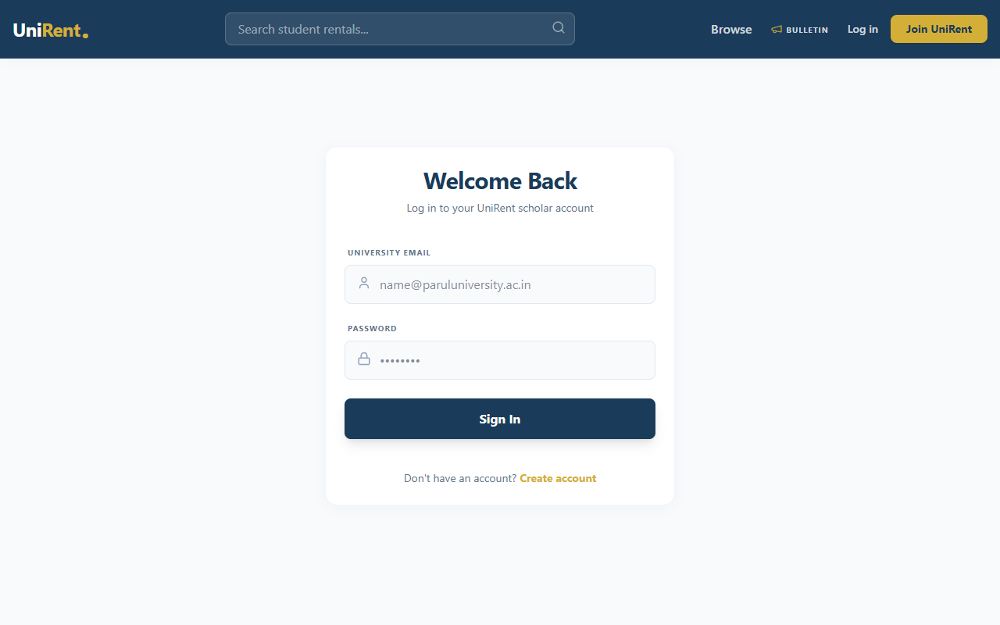 UniRent.
Search student rentals...
Browse
BULLETIN
Log in
Join UniRent
Welcome Back
Log in to your UniRent scholar account
UNIVERSITY EMAIL
name@paruluniversity.ac.in
PASSWORD
••••••••
Sign In
Don't have an account? Create account